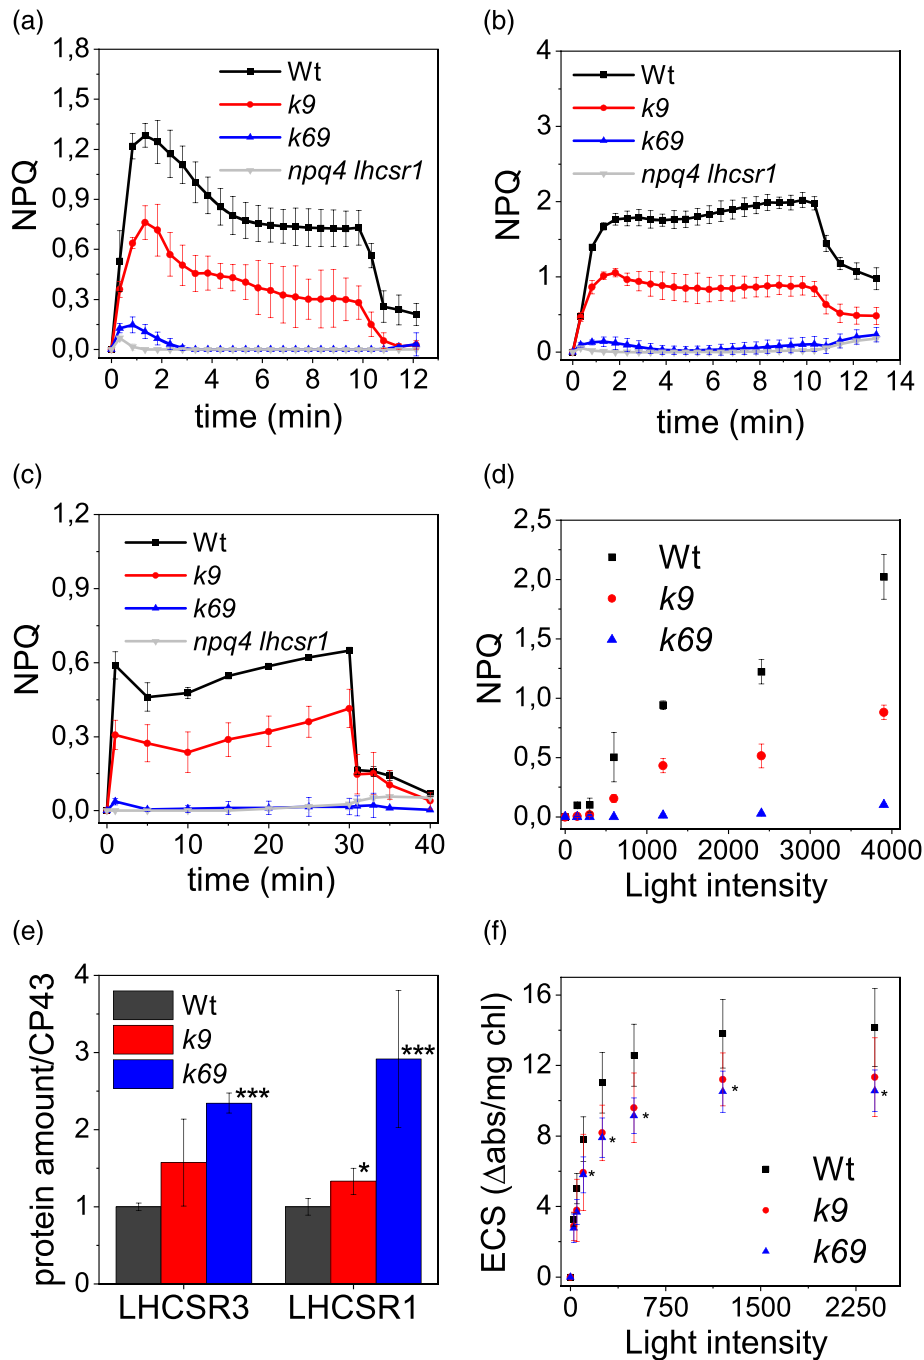 (a)
1,8
1,5
1,2
0,9
0,6
0,3
0,0
NPQ
Wt
k9
k69
npq4 lhcsr1
0 2 4 6 8 10 12
time (min)
(b)
4
3
2
1
0
NPQ
Wt
k9
k69
npq4 lhcsr1
0 2 4 6 8 10 12 14
time (min)
(c)
1,2
0,9
0,6
0,3
0,0
NPQ
Wt
k9
k69
npq4 lhcsr1
0 10 20 30 40
time (min)
(d)
2,5
2,0
1,5
1,0
0,5
0,0
NPQ
Wt
k9
k69
0 1000 2000 3000 4000
Light intensity
(e)
4
3
2
1
0
protein amount/CP43
Wt
k9
k69
***
*
***
LHCSR3 LHCSR1
(f)
16
12
8
4
0
ECS (Δabs/mg chl)
* * * * *
Wt
k9
k69
0 750 1500 2250
Light intensity